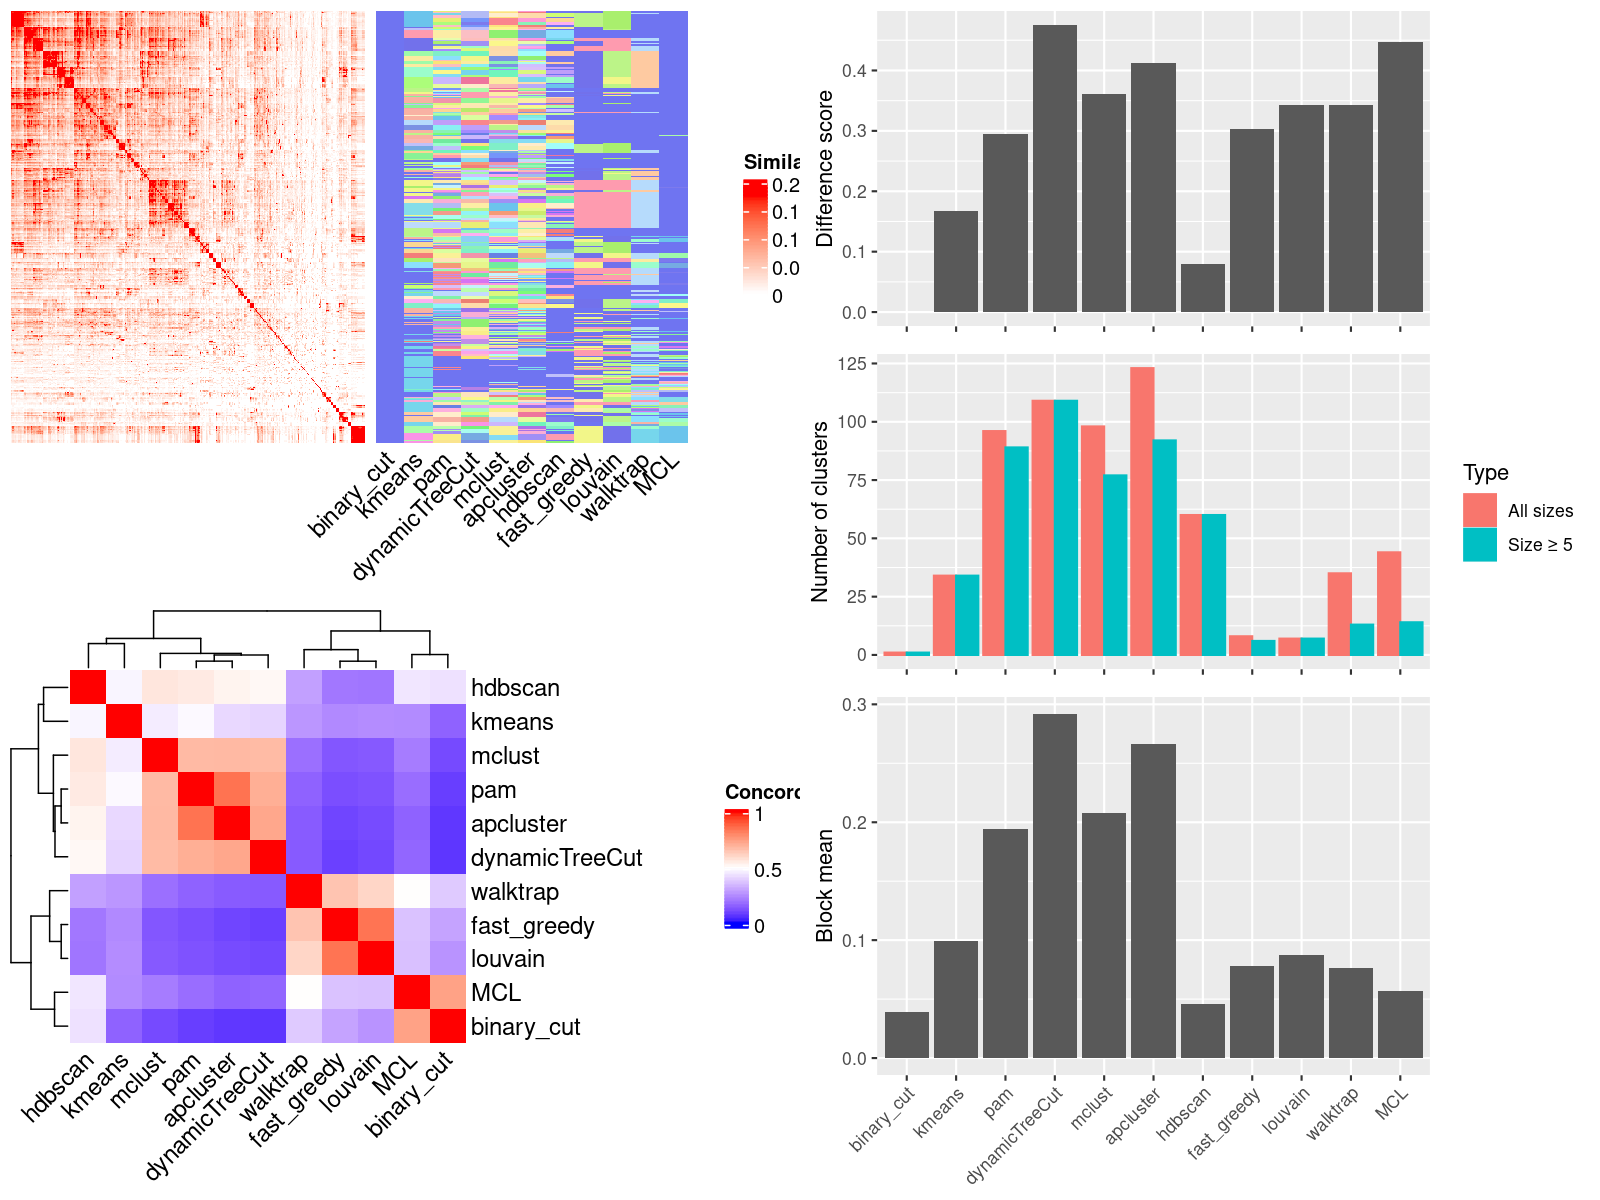 Simila
0.2
0.1
0.1
0.0
0
binary_cut
kmeans
pam
dynamicTreeCut
mclust
apcluster
hdbscan
fast_greedy
louvain
walktrap
MCL
hdbscan
kmeans
mclust
pam
apcluster
dynamicTreeCut
walktrap
fast_greedy
louvain
MCL
binary_cut
hdbscan
kmeans
mclust
pam
apcluster
dynamicTreeCut
walktrap
fast_greedy
louvain
MCL
binary_cut
Concord
1
0.5
0
Difference score
0.4
0.3
0.2
0.1
0.0
Number of clusters
125
100
75
50
25
0
Type
All sizes
Size ≥ 5
Block mean
0.3
0.2
0.1
0.0
binary_cut
kmeans
pam
dynamicTreeCut
mclust
apcluster
hdbscan
fast_greedy
louvain
walktrap
MCL